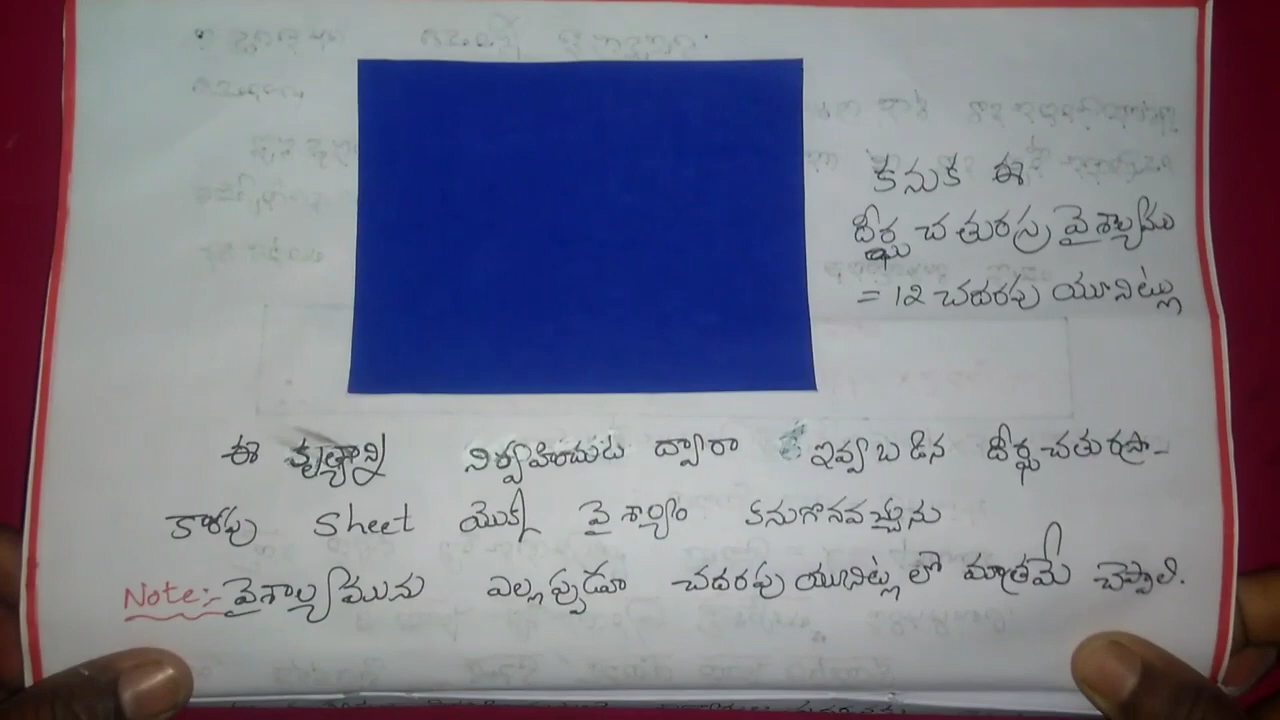 కనుక ఈ
దీర్ఘ చతురస్ర వైశాల్యము
= 12 చదరపు యూనిట్లు
ఈ కృత్యాన్ని నిర్వహించుట ద్వారా ఇవ్వబడిన దీర్ఘచతురస్రా-
కారపు sheet యొక్క వైశాల్యం కనుగొనవచ్చును
Note:- వైశాల్యమును ఎల్లప్పుడూ చదరపు యూనిట్లలో మాత్రమే చెప్పాలి.